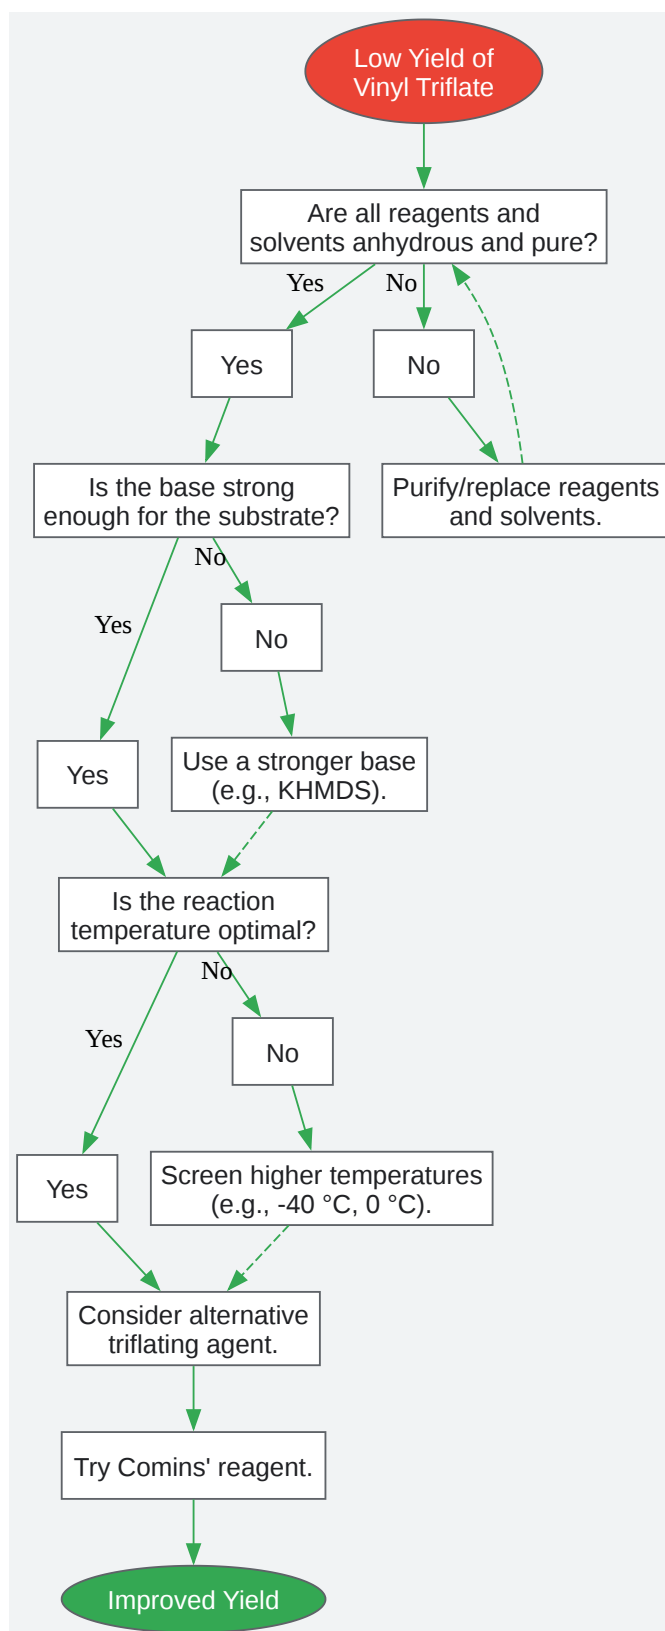 Low Yield of
Vinyl Triflate
Are all reagents and
solvents anhydrous and pure?
Yes
No
Yes
No
Is the base strong
enough for the substrate?
Purify/replace reagents
and solvents.
No
Yes
No
Yes
Use a stronger base
(e.g., KHMDS).
Is the reaction
temperature optimal?
No
Yes
No
Yes
Screen higher temperatures
(e.g., -40 °C, 0 °C).
Consider alternative
triflating agent.
Try Comins' reagent.
Improved Yield